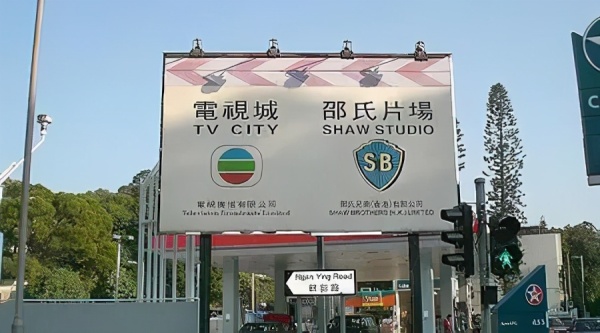 電視城
TV CITY
電視廣播有限公司
Television Broadcasts Limited
邵氏片場
SHAW STUDIO
SB
邵氏兄弟(香港)有限公司
SHAW BROTHERS (H.K.) LIMITED
Ngan Ying Road
銀影路
Star